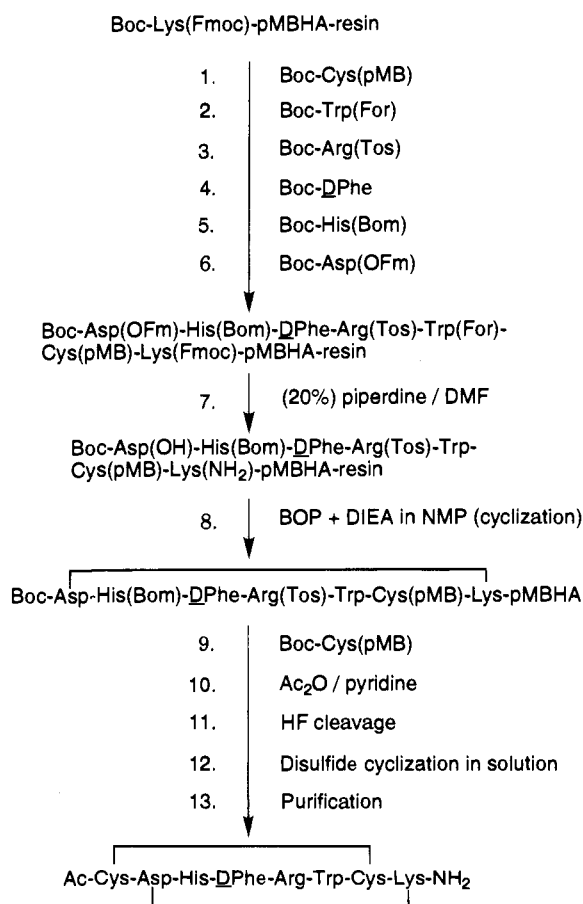 Boc-Lys(Fmoc)-pMBHA-resin
1. Boc-Cys(pMB)
2. Boc-Trp(For)
3. Boc-Arg(Tos)
4. Boc-DPhe
5. Boc-His(Bom)
6. Boc-Asp(OFm)
Boc-Asp(OFm)-His(Bom)-DPhe-Arg(Tos)-Trp(For)-
Cys(pMB)-Lys(Fmoc)-pMBHA-resin
7. (20%) piperdine / DMF
Boc-Asp(OH)-His(Bom)-DPhe-Arg(Tos)-Trp-
Cys(pMB)-Lys(NH₂)-pMBHA-resin
8. BOP + DIEA in NMP (cyclization)
Boc-Asp-His(Bom)-DPhe-Arg(Tos)-Trp-Cys(pMB)-Lys-pMBHA
9. Boc-Cys(pMB)
10. Ac₂O / pyridine
11. HF cleavage
12. Disulfide cyclization in solution
13. Purification
Ac-Cys-Asp-His-DPhe-Arg-Trp-Cys-Lys-NH₂